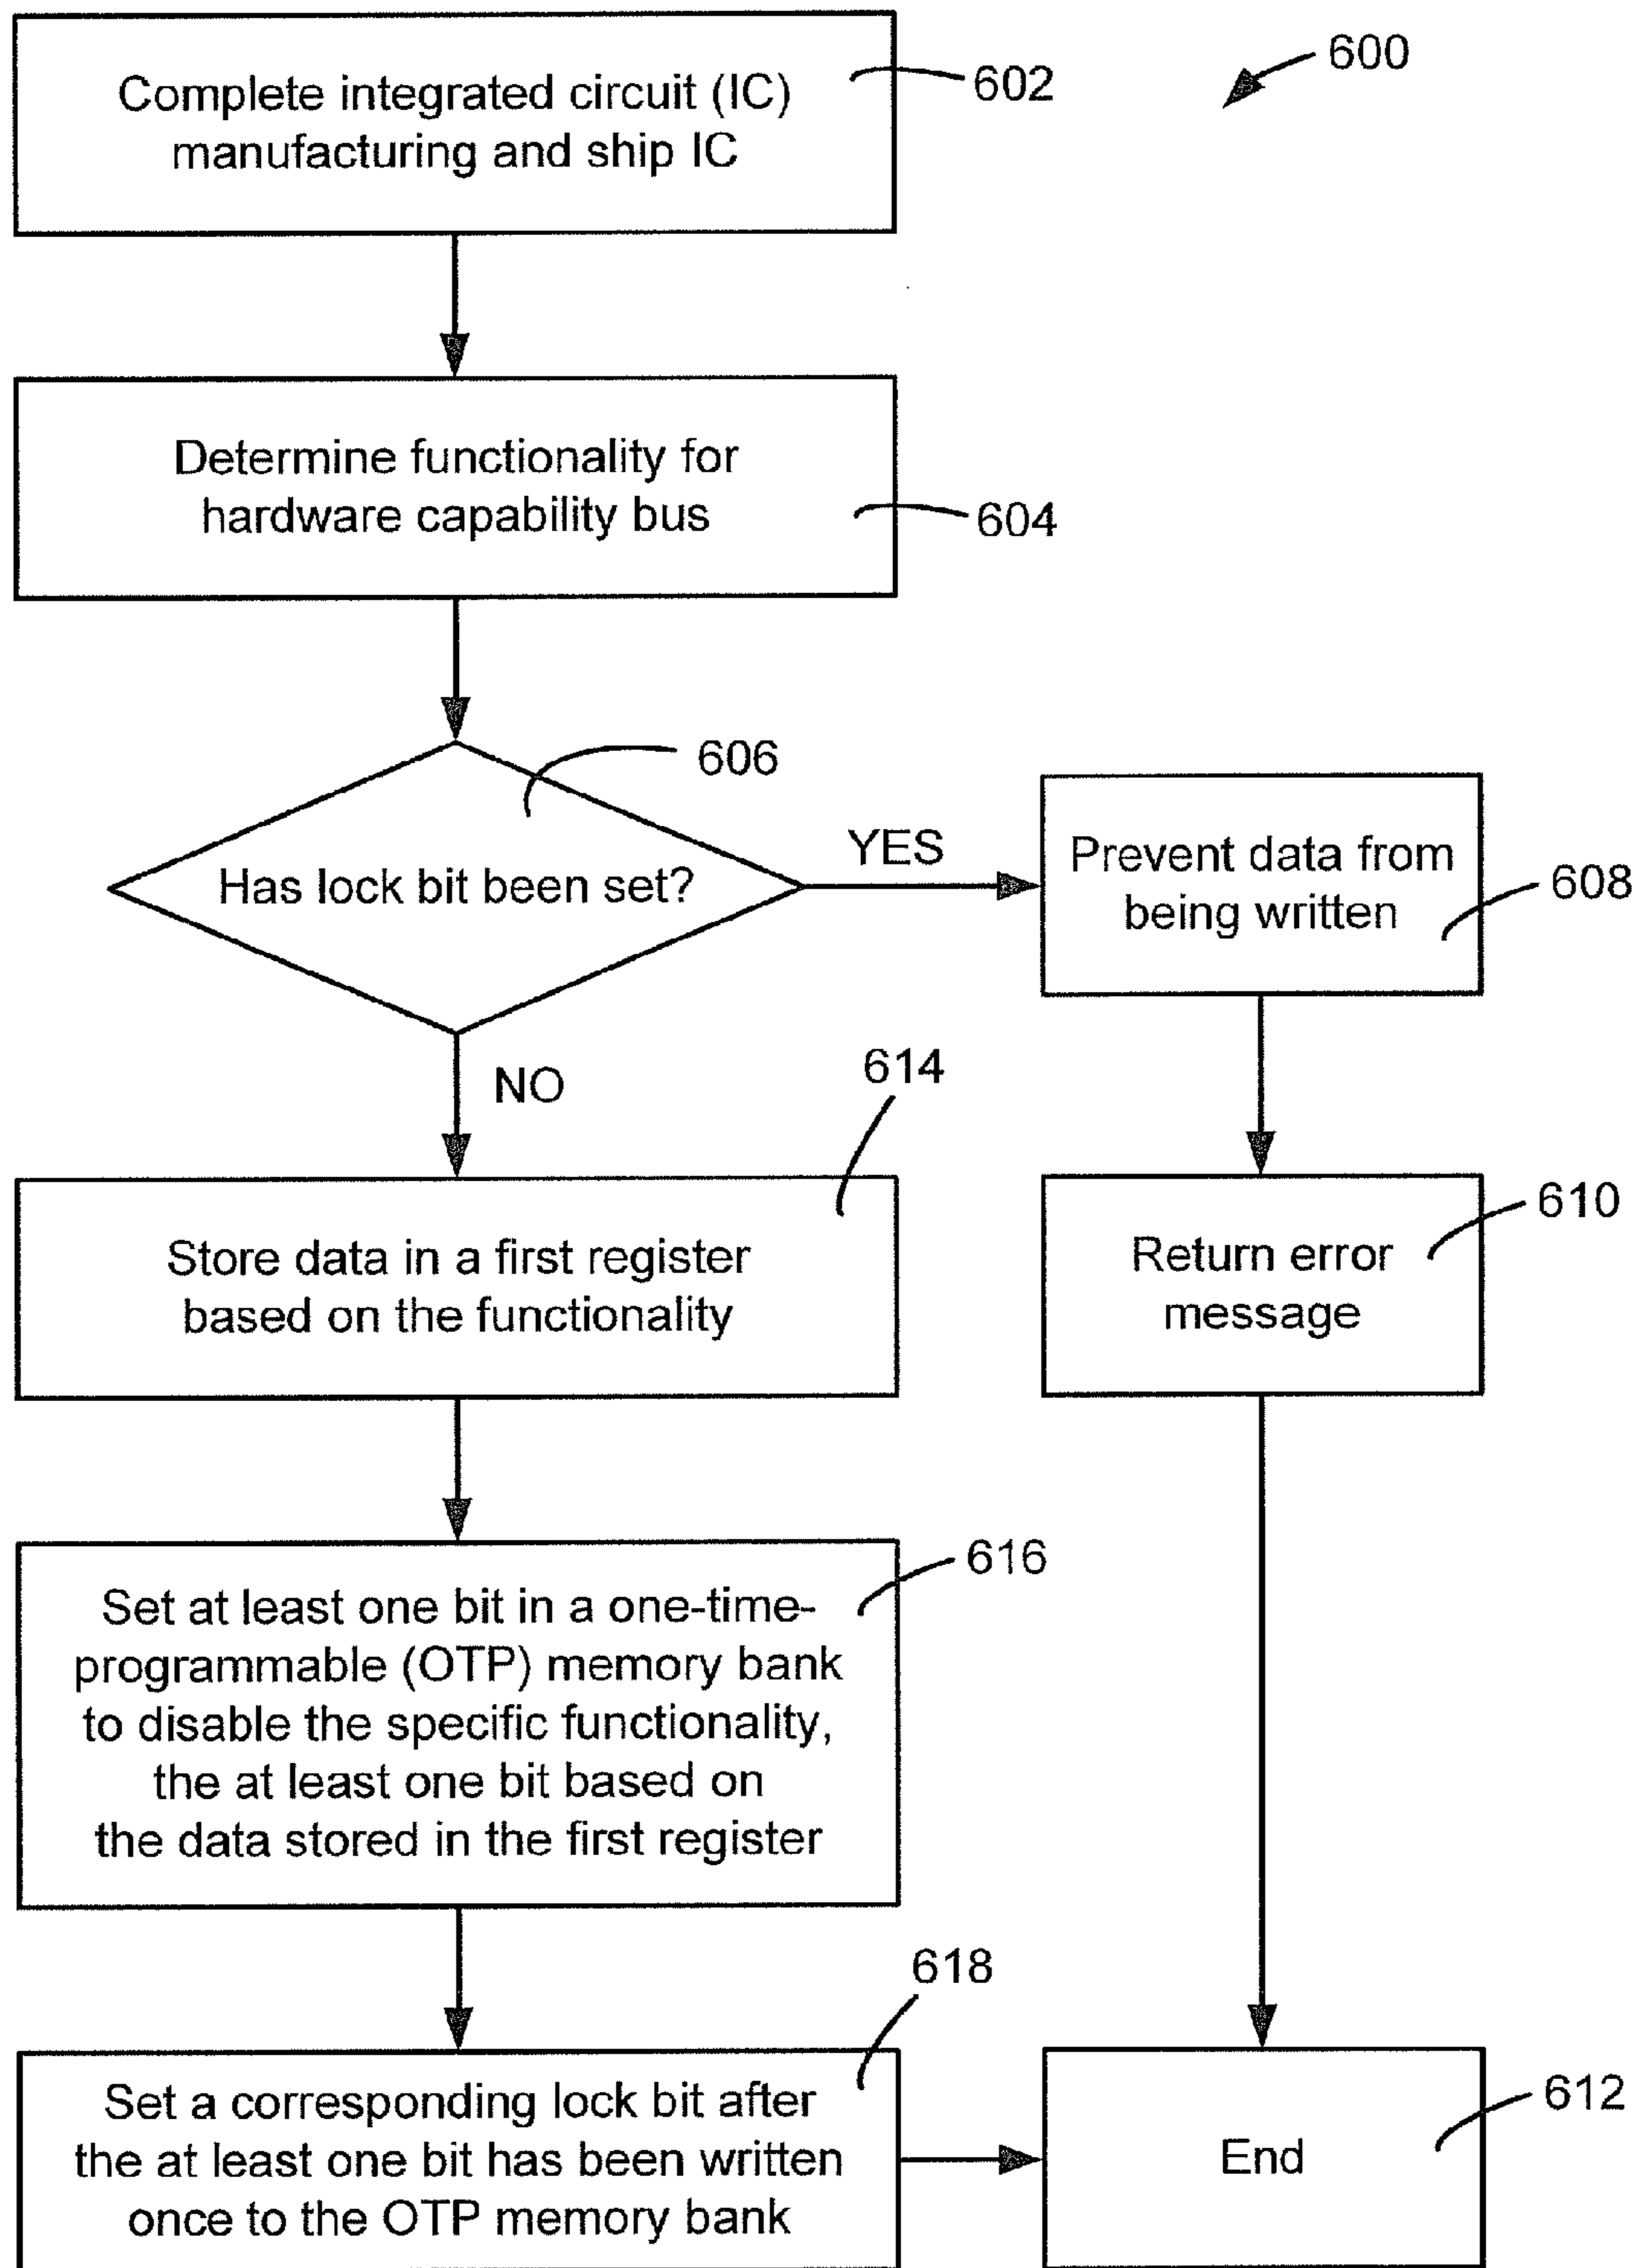 600
Complete integrated circuit (IC)
manufacturing and ship IC
602
Determine functionality for
hardware capability bus
604
606
Has lock bit been set?
YES
Prevent data from
being written
608
NO
614
Store data in a first register
based on the functionality
Return error
message
610
Set at least one bit in a one-time-
programmable (OTP) memory bank
to disable the specific functionality,
the at least one bit based on
the data stored in the first register
616
618
Set a corresponding lock bit after
the at least one bit has been written
once to the OTP memory bank
End
612